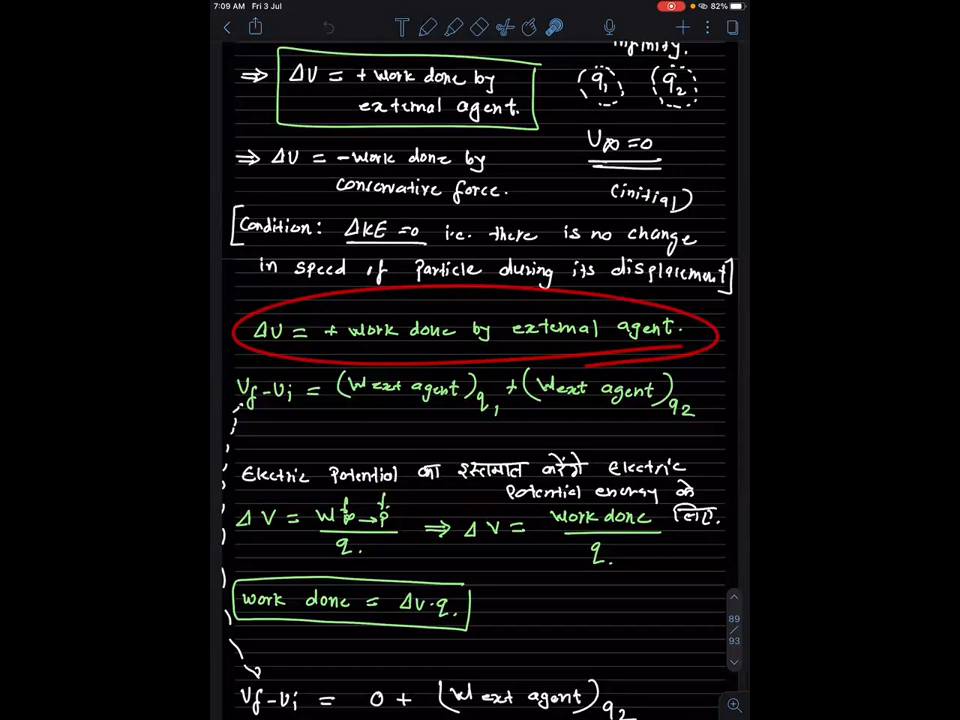 7:09 AM Fri 3 Jul
82%
infinity.
⇒ ΔU = + work done by
external agent.
q₁ q₂
U∞ = 0
(initial)
⇒ ΔU = -work done by
conservative force.
[Condition: ΔKE = 0 i.e. there is no change
in speed of Particle during its displacement]
ΔU = + work done by external agent.
Uf - Ui = (W ext agent)q₁ + (W ext agent)q₂
Electric Potential का इस्तमाल करेंगे Electric
Potential energy के
लिए.
ΔV = W∞→P / q. ⇒ ΔV = work done / q.
work done = ΔV·q.
89
/
93
Uf - Ui = 0 + (W ext agent)q₂